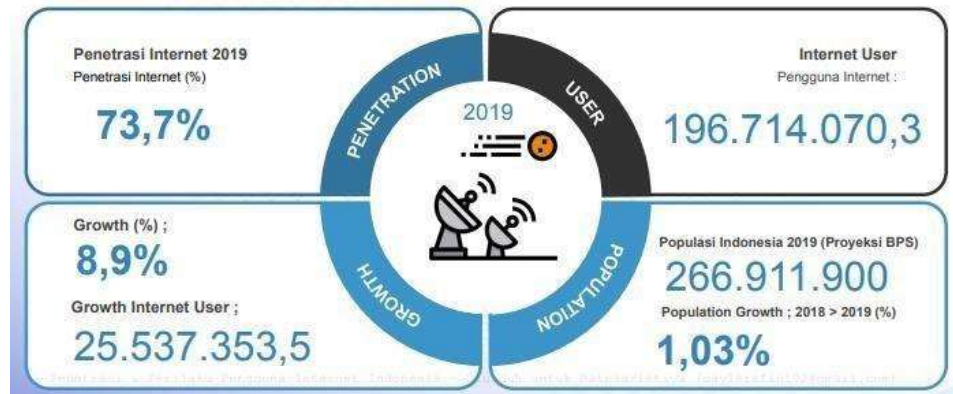 Penetrasi Internet 2019
Penetrasi Internet (%)
73,7%
PENETRATION
2019
USER
Internet User
Pengguna Internet :
196.714.070,3
Growth (%) ;
8,9%
Growth Internet User ;
25.537.353,5
GROWTH
POPULATION
Populasi Indonesia 2019 (Proyeksi BPS)
266.911.900
Population Growth ; 2018 > 2019 (%)
1,03%